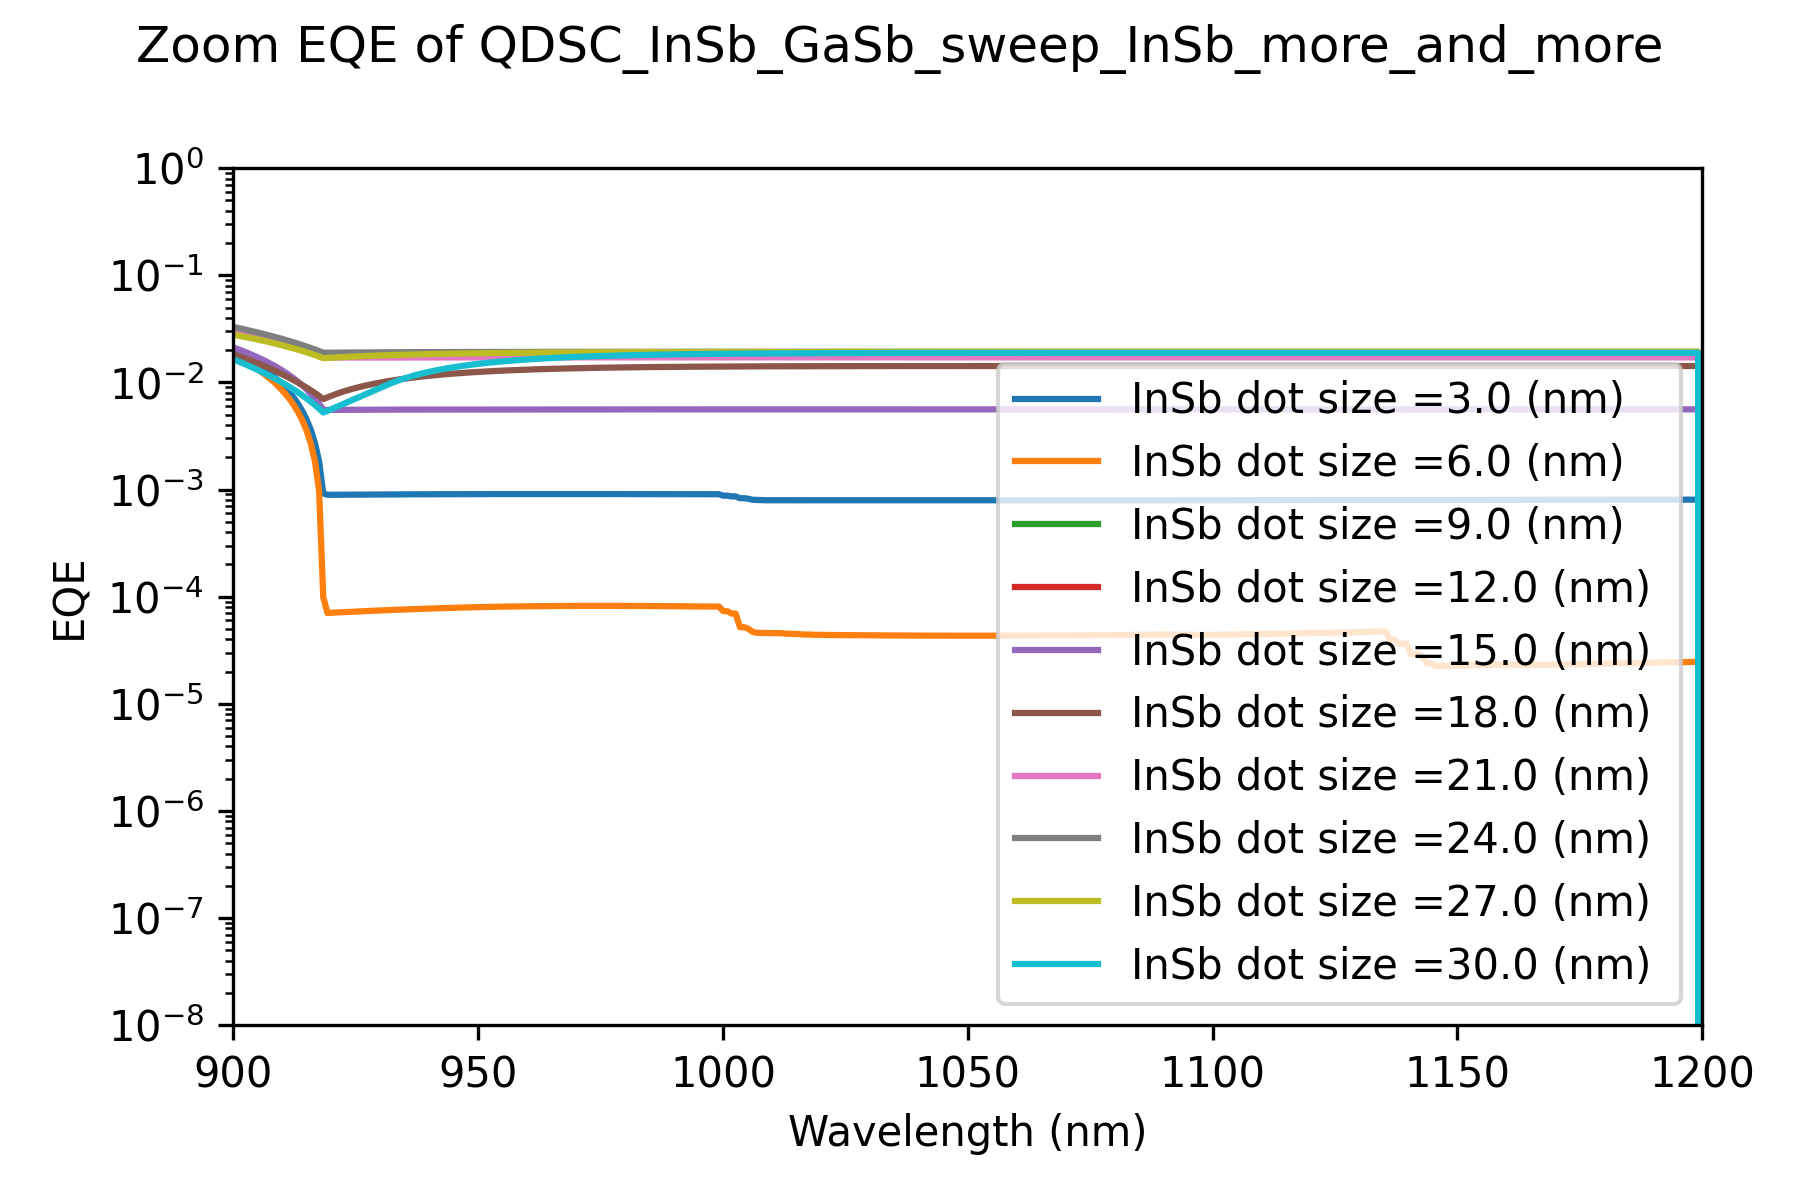 Zoom EQE of QDSC_InSb_GaSb_sweep_InSb_more_and_more
10⁰
10⁻¹
10⁻²
10⁻³
10⁻⁴
10⁻⁵
10⁻⁶
10⁻⁷
10⁻⁸
EQE
InSb dot size =3.0 (nm)
InSb dot size =6.0 (nm)
InSb dot size =9.0 (nm)
InSb dot size =12.0 (nm)
InSb dot size =15.0 (nm)
InSb dot size =18.0 (nm)
InSb dot size =21.0 (nm)
InSb dot size =24.0 (nm)
InSb dot size =27.0 (nm)
InSb dot size =30.0 (nm)
900 950 1000 1050 1100 1150 1200
Wavelength (nm)